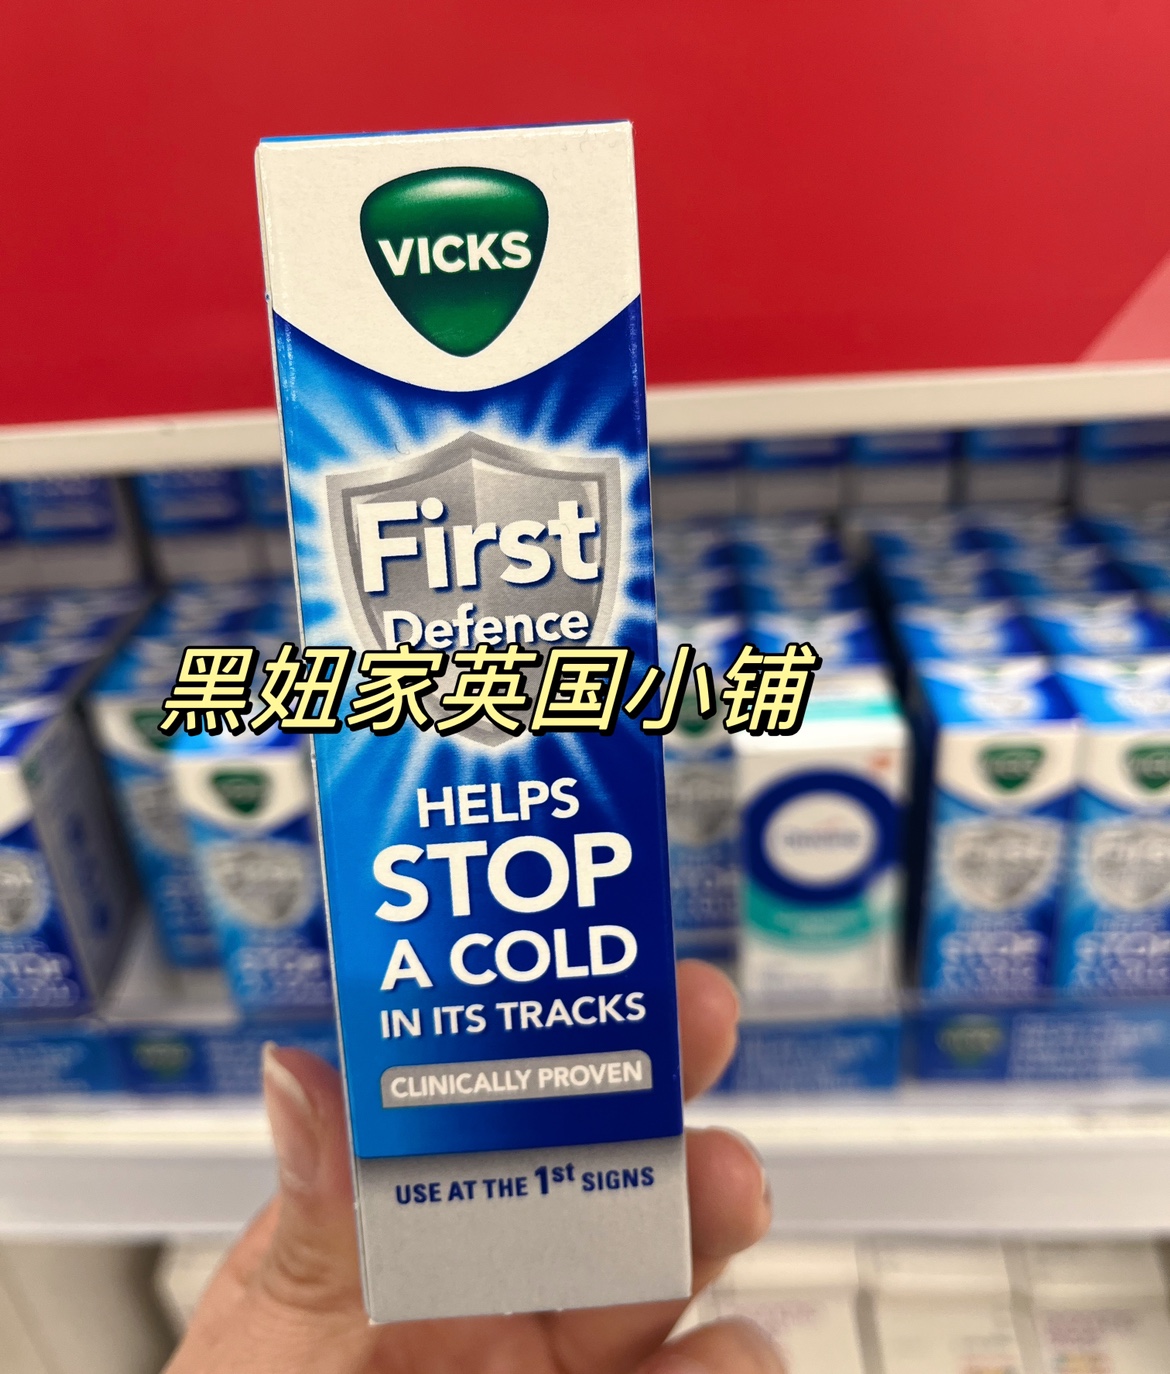 VICKS
First
Defence
黑妞家英国小铺
HELPS
STOP
A COLD
IN ITS TRACKS
CLINICALLY PROVEN
USE AT THE 1st SIGNS